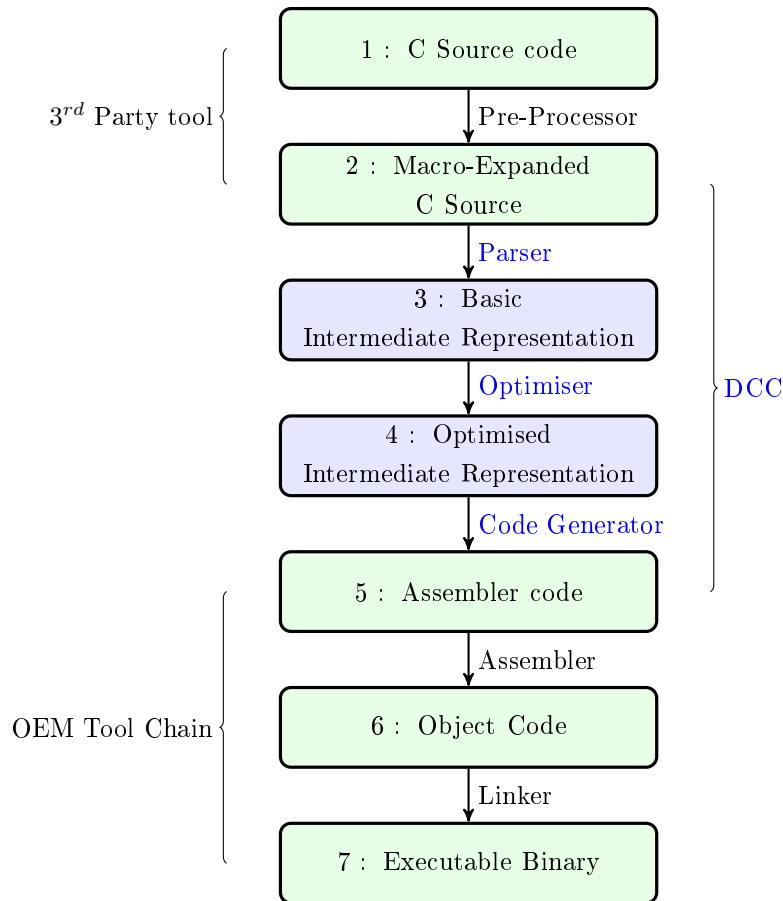 1 : C Source code
3rd Party tool
Pre-Processor
2 : Macro-Expanded
C Source
Parser
3 : Basic
Intermediate Representation
Optimiser
DCC
4 : Optimised
Intermediate Representation
Code Generator
5 : Assembler code
Assembler
OEM Tool Chain
6 : Object Code
Linker
7 : Executable Binary